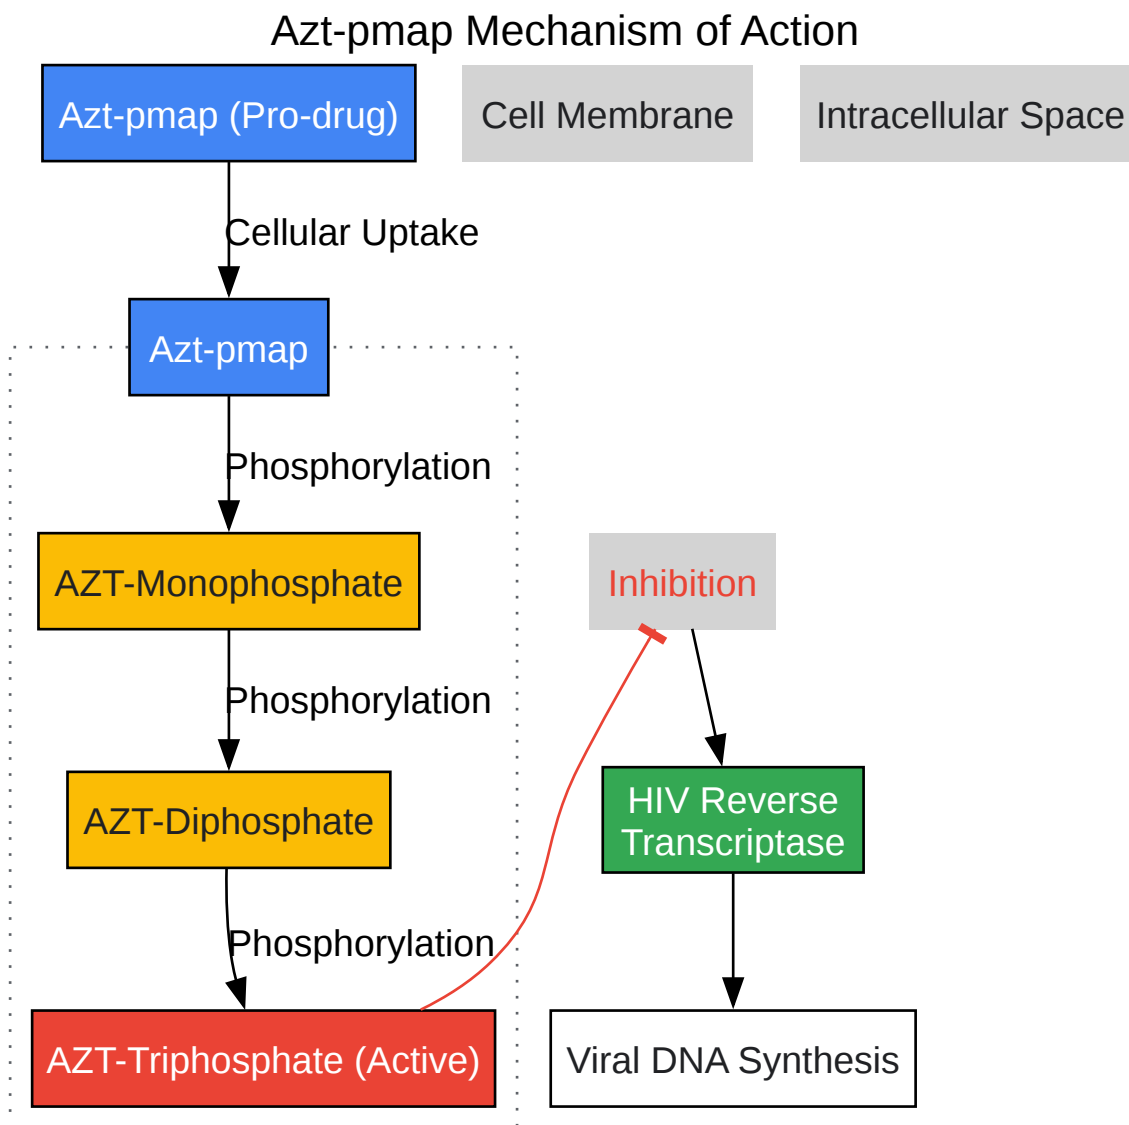 Azt-pmap Mechanism of Action
Azt-pmap (Pro-drug)
Cell Membrane
Intracellular Space
Cellular Uptake
Azt-pmap
Phosphorylation
AZT-Monophosphate
Inhibition
Phosphorylation
AZT-Diphosphate
HIV Reverse
Transcriptase
Phosphorylation
AZT-Triphosphate (Active)
Viral DNA Synthesis